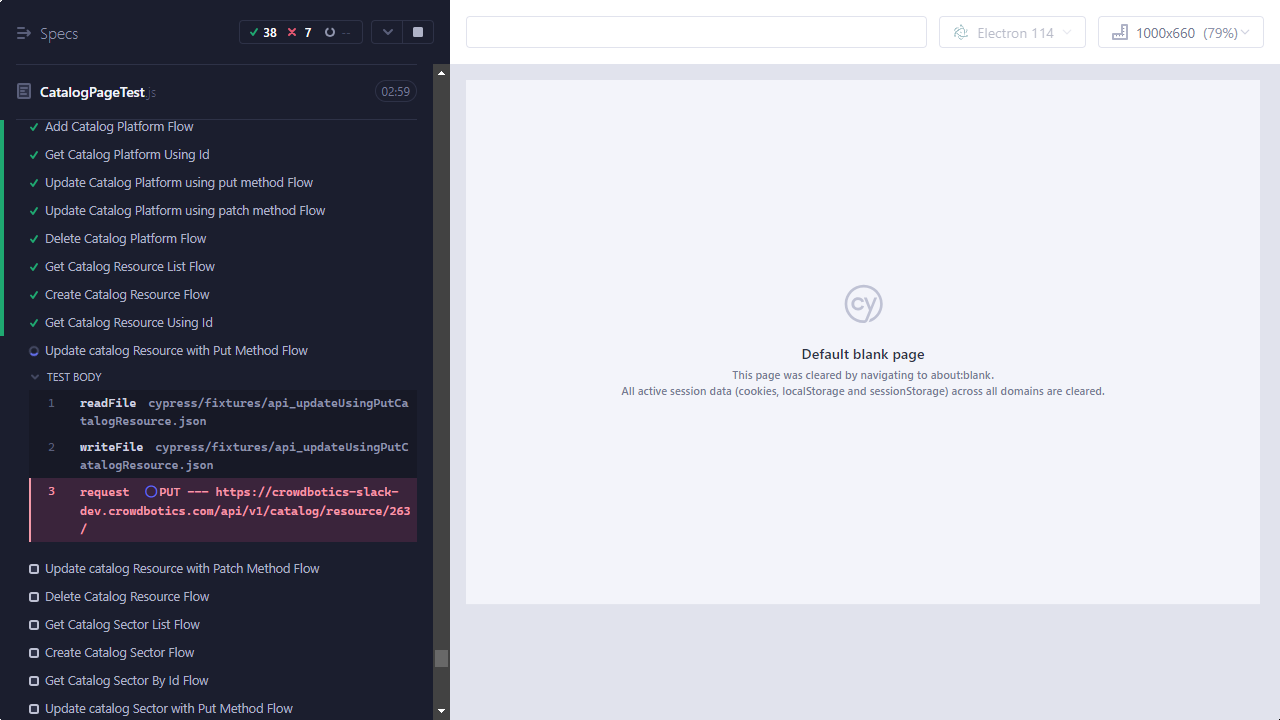 Specs
38 7 --
CatalogPageTest.js 02:59
Add Catalog Platform Flow
Get Catalog Platform Using Id
Update Catalog Platform using put method Flow
Update Catalog Platform using patch method Flow
Delete Catalog Platform Flow
Get Catalog Resource List Flow
Create Catalog Resource Flow
Get Catalog Resource Using Id
Update catalog Resource with Put Method Flow
TEST BODY
1 readFile cypress/fixtures/api_updateUsingPutCa
talogResource.json
2 writeFile cypress/fixtures/api_updateUsingPutC
atalogResource.json
3 request PUT --- https://crowdbotics-slack-
dev.crowdbotics.com/api/v1/catalog/resource/263
/
Update catalog Resource with Patch Method Flow
Delete Catalog Resource Flow
Get Catalog Sector List Flow
Create Catalog Sector Flow
Get Catalog Sector By Id Flow
Update catalog Sector with Put Method Flow
Electron 114
1000x660 (79%)
cy
Default blank page
This page was cleared by navigating to about:blank.
All active session data (cookies, localStorage and sessionStorage) across all domains are cleared.